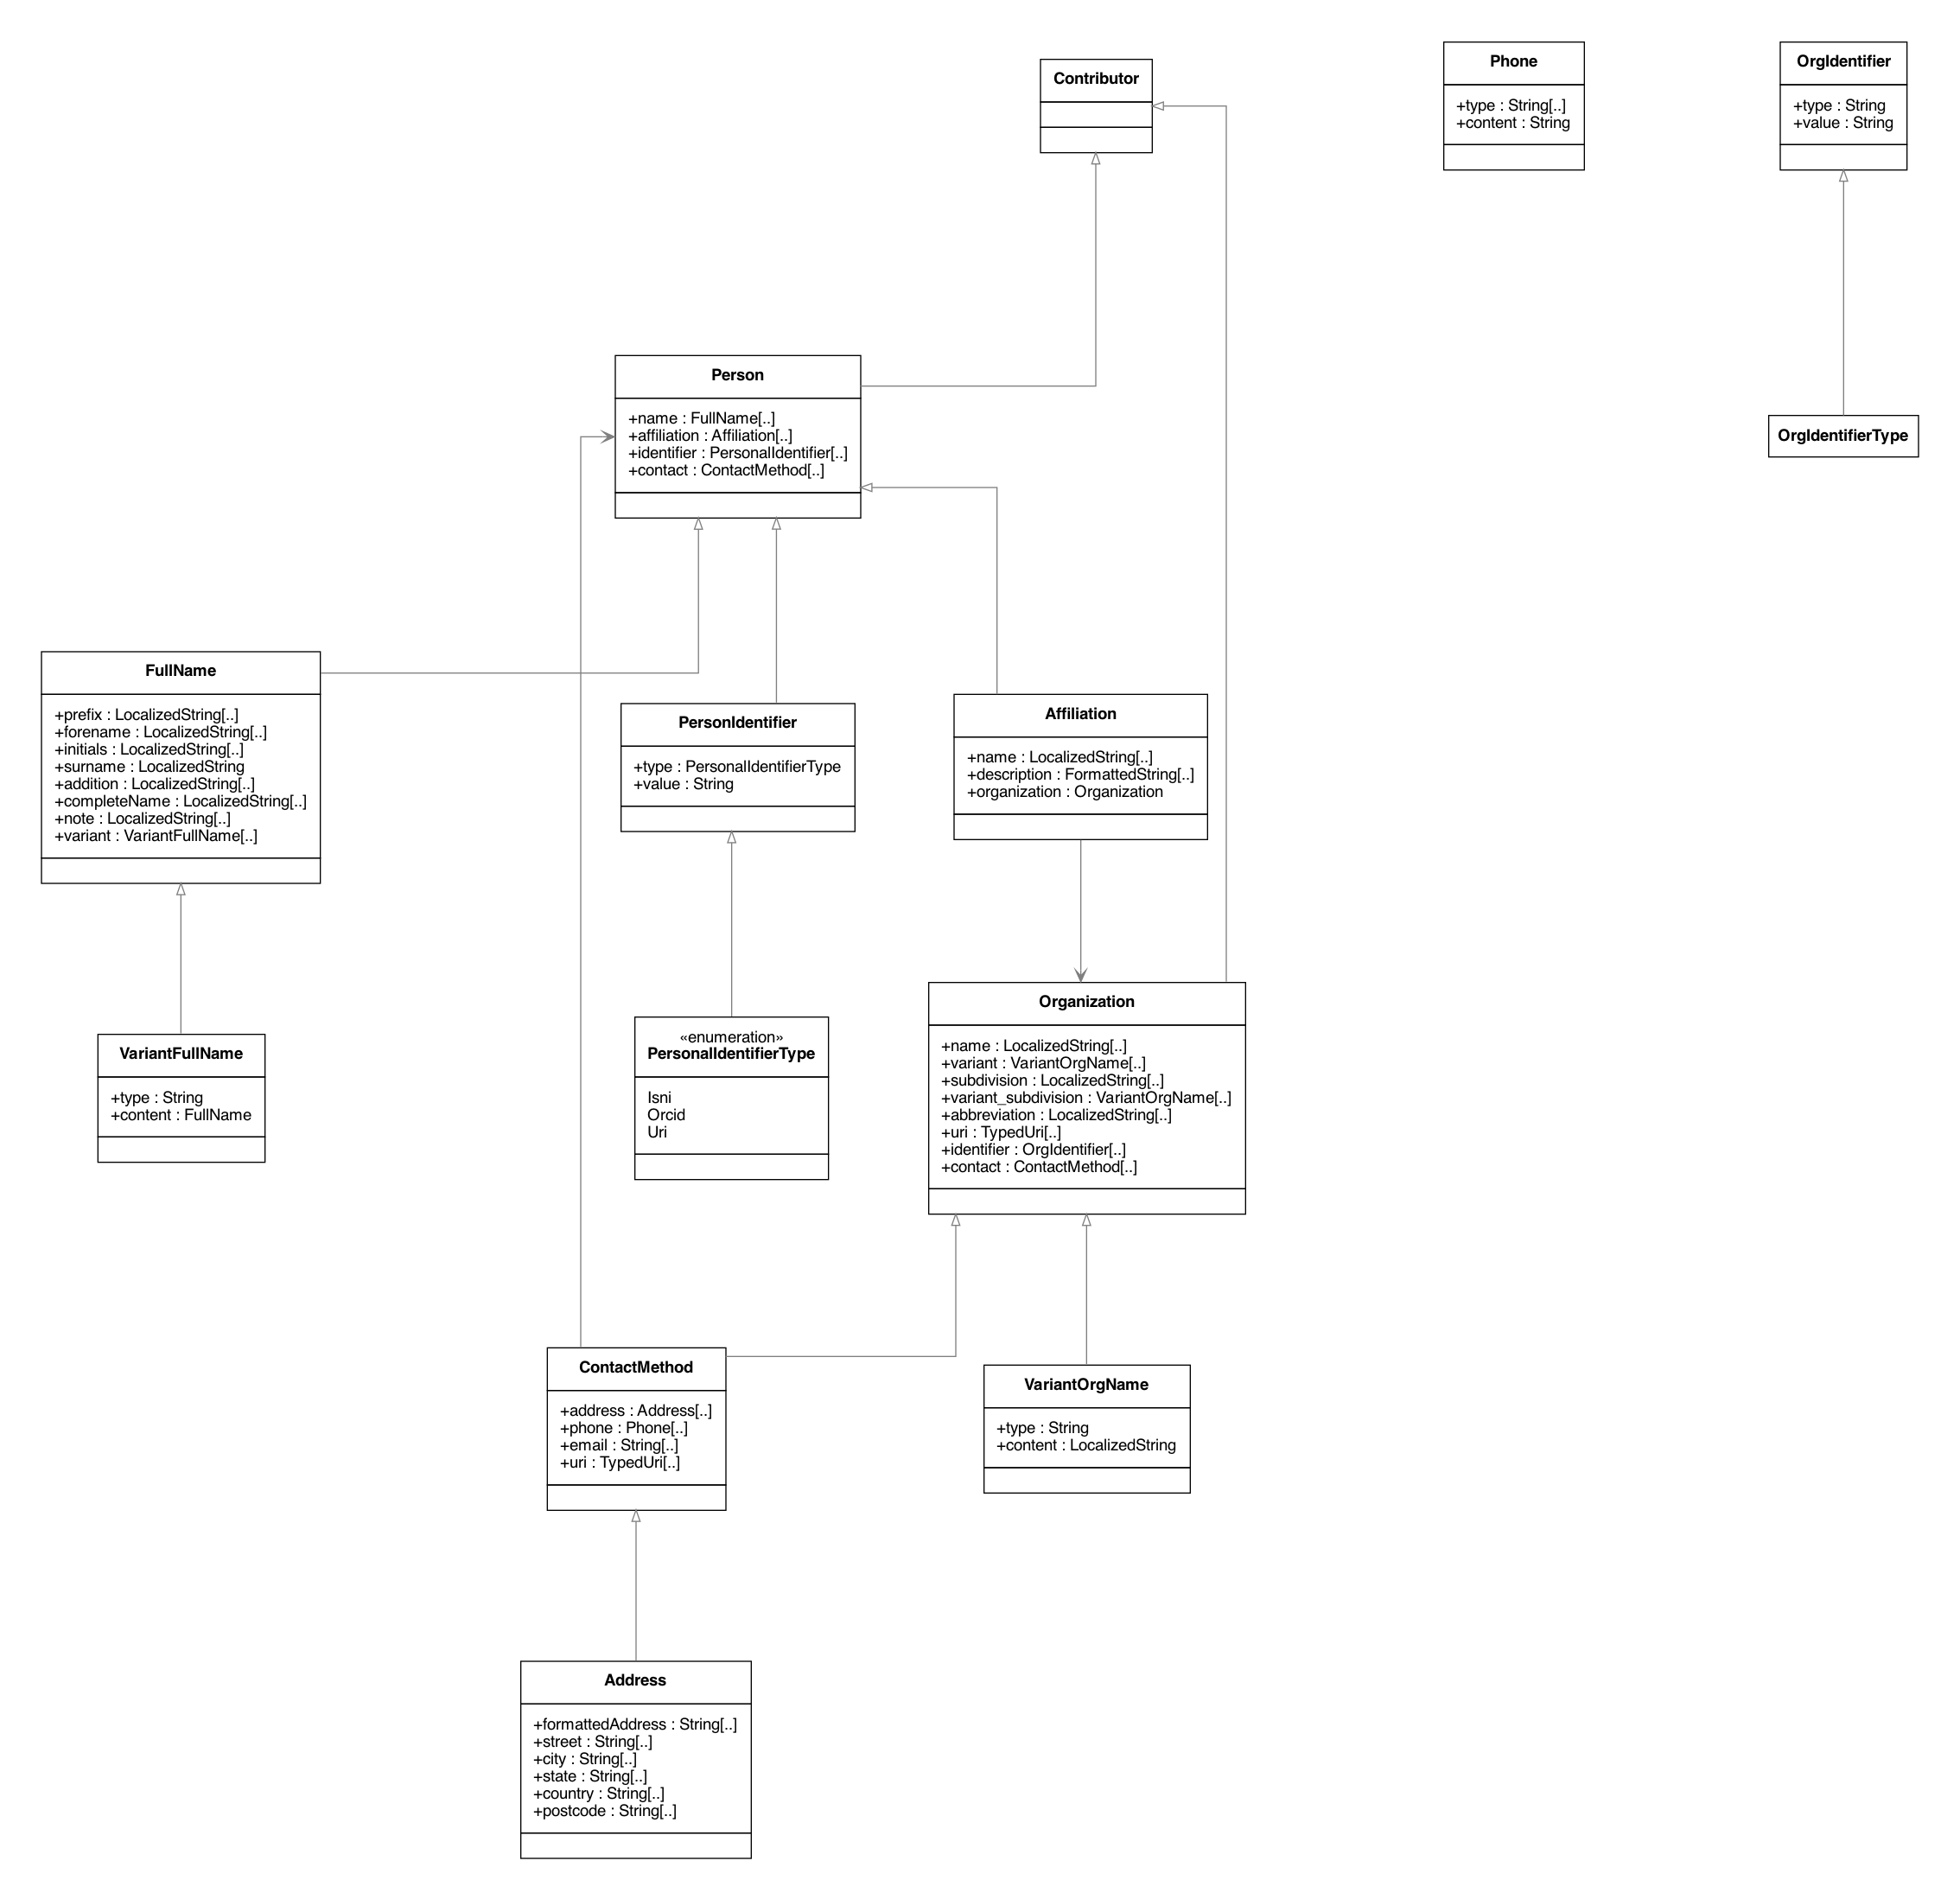 Contributor
Phone
+type : String[..]
+content : String
OrgIdentifier
+type : String
+value : String
Person
+name : FullName[..]
+affiliation : Affiliation[..]
+identifier : PersonalIdentifier[..]
+contact : ContactMethod[..]
OrgIdentifierType
FullName
+prefix : LocalizedString[..]
+forename : LocalizedString[..]
+initials : LocalizedString[..]
+surname : LocalizedString
+addition : LocalizedString[..]
+completeName : LocalizedString[..]
+note : LocalizedString[..]
+variant : VariantFullName[..]
PersonIdentifier
+type : PersonalIdentifierType
+value : String
Affiliation
+name : LocalizedString[..]
+description : FormattedString[..]
+organization : Organization
VariantFullName
+type : String
+content : FullName
«enumeration»
PersonalIdentifierType
Isni
Orcid
Uri
Organization
+name : LocalizedString[..]
+variant : VariantOrgName[..]
+subdivision : LocalizedString[..]
+variant_subdivision : VariantOrgName[..]
+abbreviation : LocalizedString[..]
+uri : TypedUri[..]
+identifier : OrgIdentifier[..]
+contact : ContactMethod[..]
ContactMethod
+address : Address[..]
+phone : Phone[..]
+email : String[..]
+uri : TypedUri[..]
VariantOrgName
+type : String
+content : LocalizedString
Address
+formattedAddress : String[..]
+street : String[..]
+city : String[..]
+state : String[..]
+country : String[..]
+postcode : String[..]